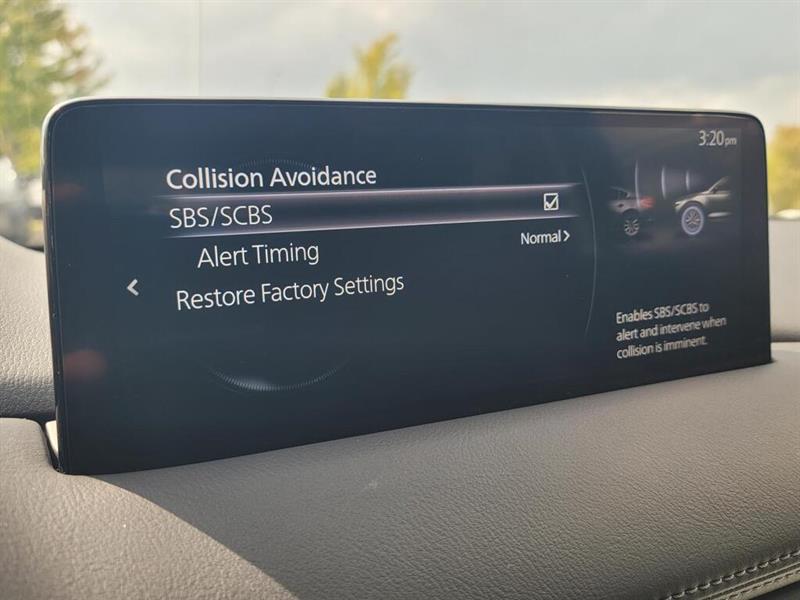 3:20pm
Collision Avoidance
SBS/SCBS
Alert Timing
Normal
Restore Factory Settings
Enables SBS/SCBS to
alert and intervene when
collision is imminent.